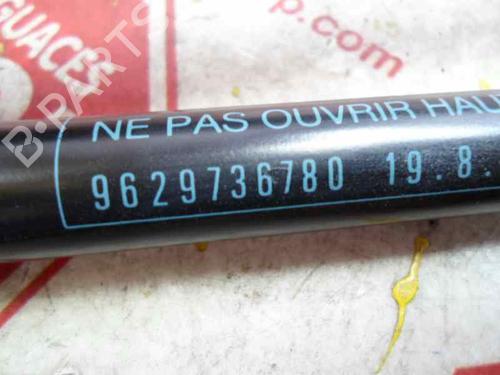 GUACES
p.com
B-PARTS
NE PAS OUVRIR HAU
9629736780 19.8.